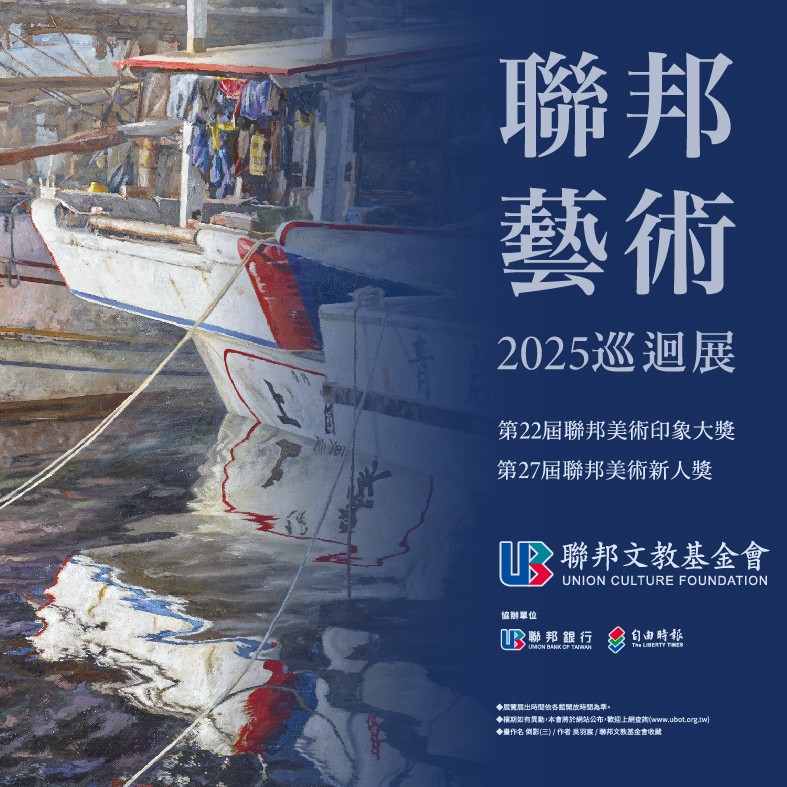 聯邦
藝術
2025巡迴展
第22屆聯邦美術印象大獎
第27屆聯邦美術新人獎
聯邦文教基金會
UNION CULTURE FOUNDATION
協辦單位
聯邦銀行
UNION BANK OF TAIWAN
自由時報
The LIBERTY TIMES
◆展覽展出時間依各館開放時間為準。
◆檔期如有異動,本會將於網站公布,歡迎上網查詢(www.ubot.org.tw)
◆畫作名 倒影(三) / 作者 吳羽宸 / 聯邦文教基金會收藏